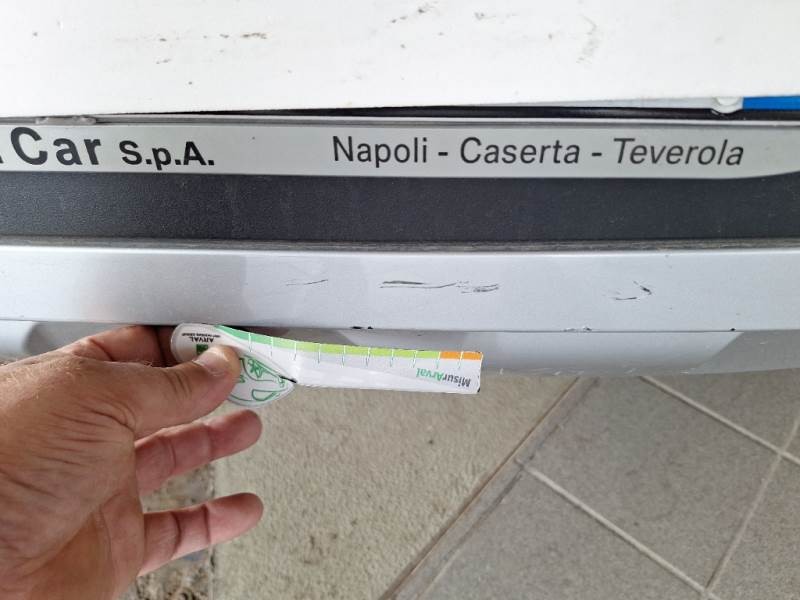 Car S.p.A.
Napoli - Caserta - Teverola
ARVAL
MisurArval